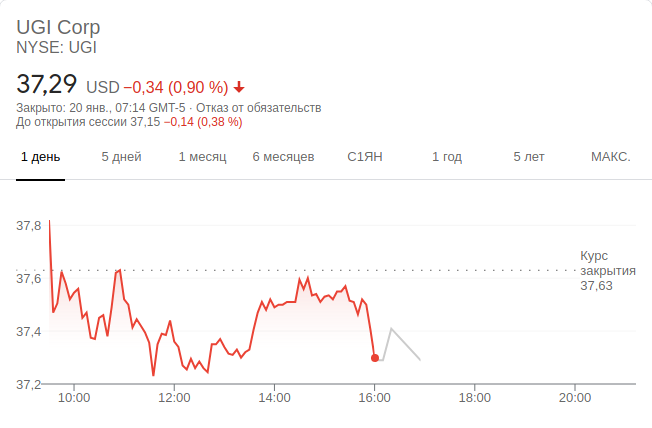 UGI Corp
NYSE: UGI
37,29 USD −0,34 (0,90 %)
Закрыто: 20 янв., 07:14 GMT-5 · Отказ от обязательств
До открытия сессии 37,15 −0,14 (0,38 %)
1 день 5 дней 1 месяц 6 месяцев С1ЯН 1 год 5 лет МАКС.
37,8
Курс
закрытия
37,63
37,6
37,4
37,2
10:00 12:00 14:00 16:00 18:00 20:00